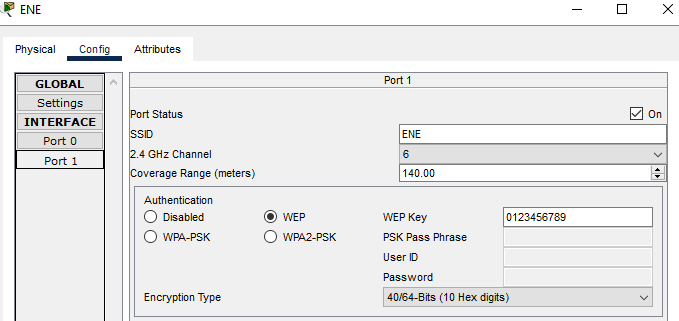 ENE
Physical Config Attributes
GLOBAL
Settings
INTERFACE
Port 0
Port 1
Port 1
Port Status On
SSID ENE
2.4 GHz Channel 6
Coverage Range (meters) 140.00
Authentication
Disabled WEP WEP Key 0123456789
WPA-PSK WPA2-PSK PSK Pass Phrase
User ID
Password
Encryption Type 40/64-Bits (10 Hex digits)